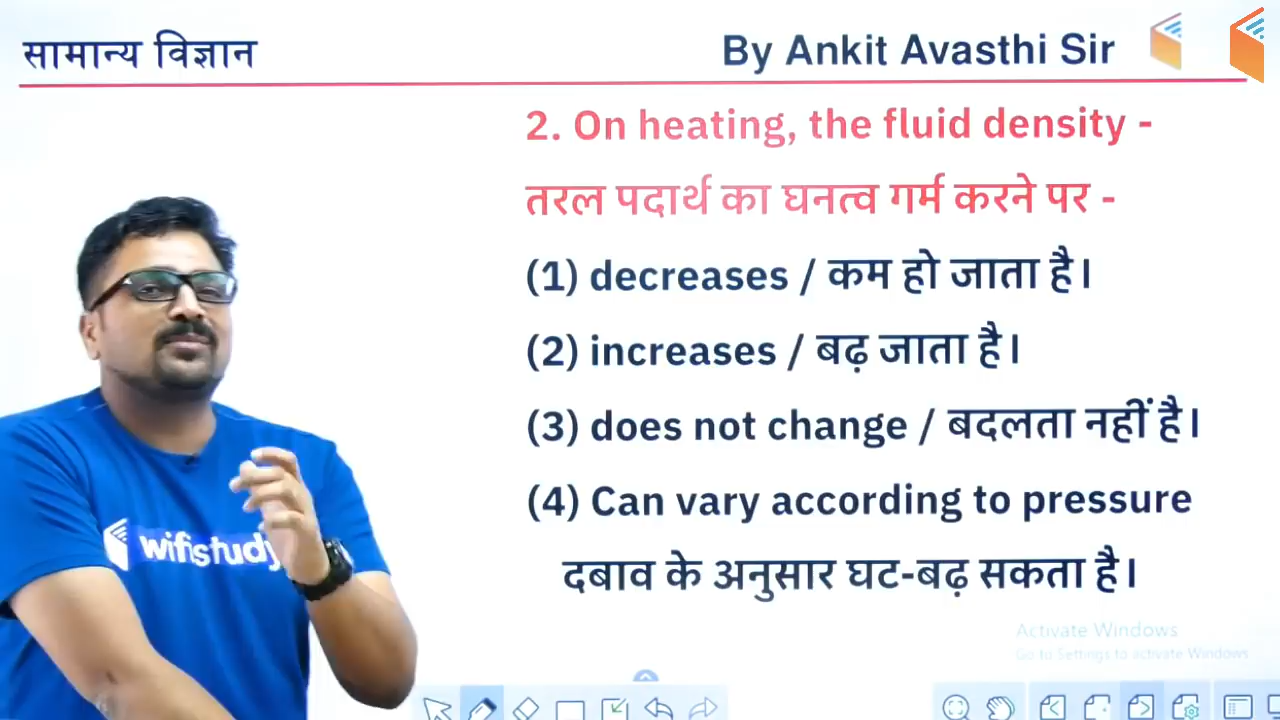 सामान्य विज्ञान
By Ankit Avasthi Sir
2. On heating, the fluid density -
तरल पदार्थ का घनत्व गर्म करने पर -
(1) decreases / कम हो जाता है।
(2) increases / बढ़ जाता है।
(3) does not change / बदलता नहीं है।
(4) Can vary according to pressure
दबाव के अनुसार घट-बढ़ सकता है।
wifistudy
Activate Windows
Go to Settings to activate Windows.